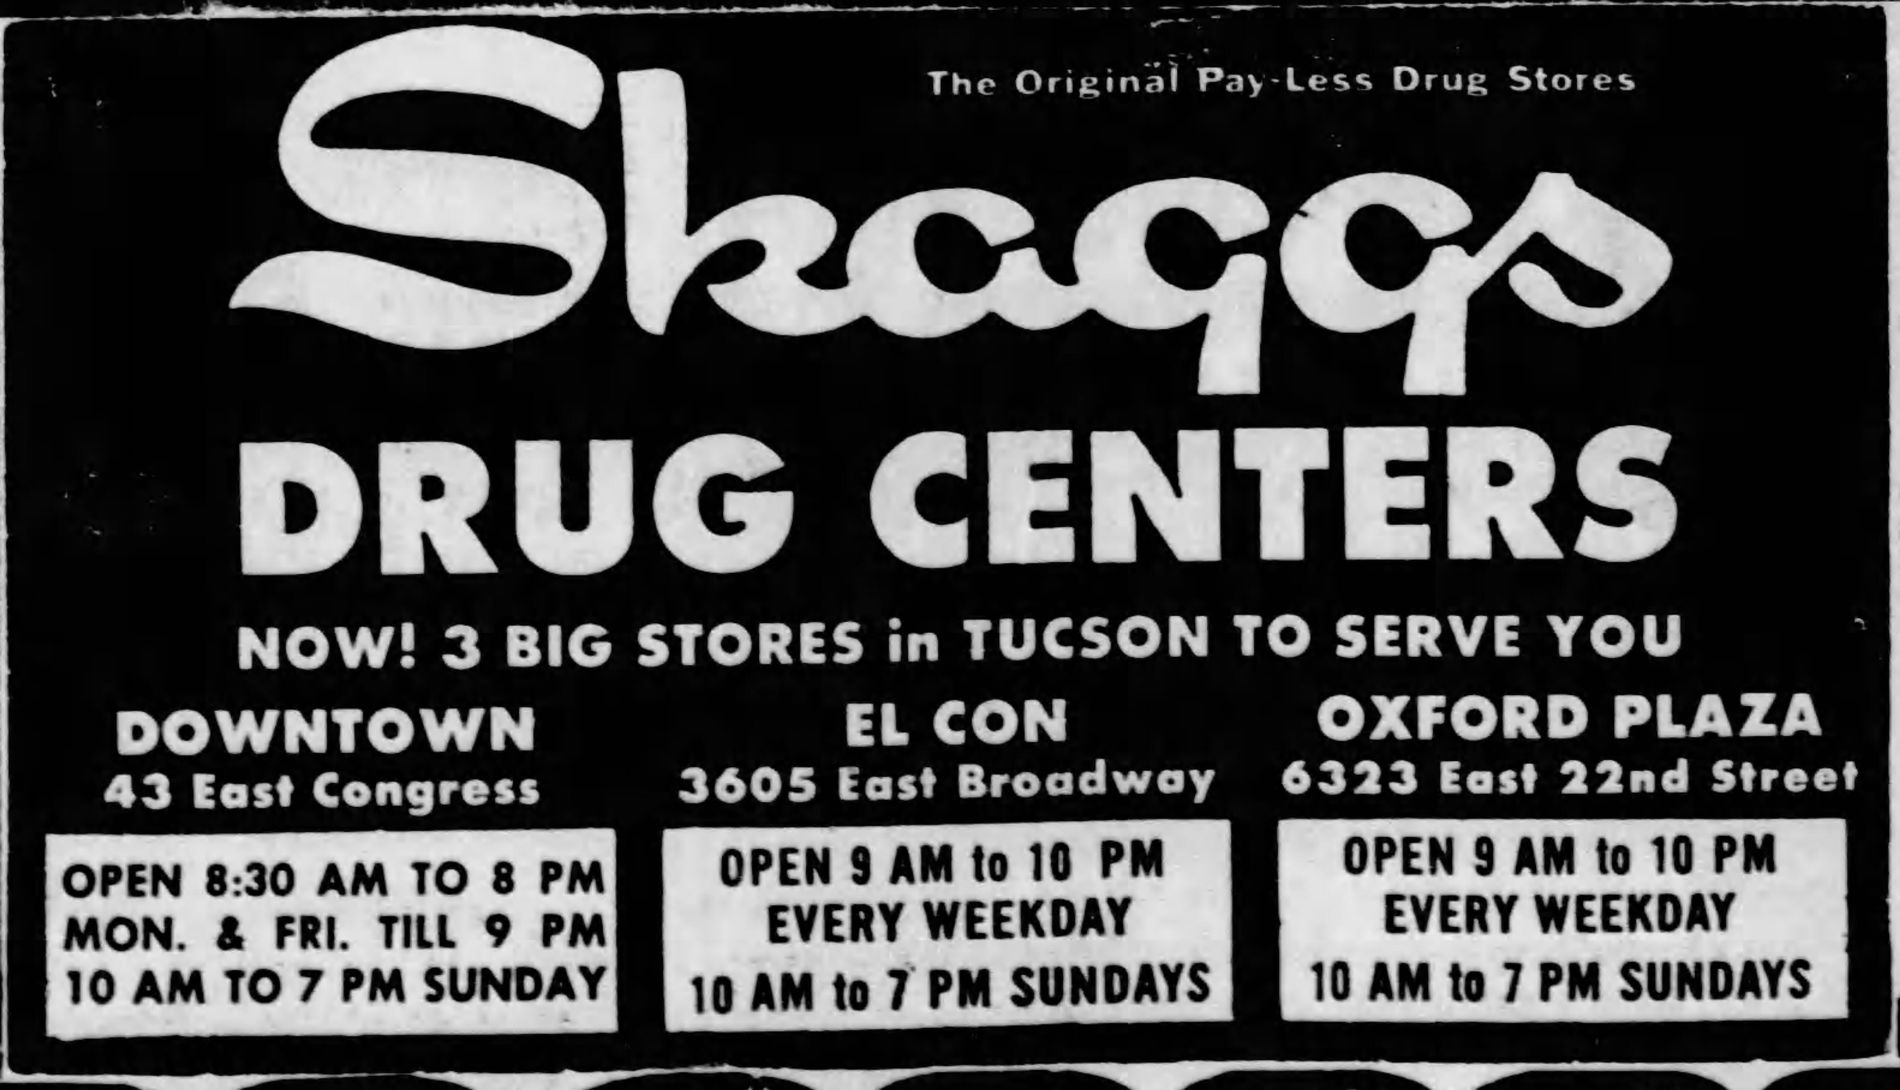 The Original Pay-Less Drug Stores
Skaggs
DRUG CENTERS
NOW! 3 BIG STORES in TUCSON TO SERVE YOU
DOWNTOWN
43 East Congress
OPEN 8:30 AM TO 8 PM
MON. & FRI. TILL 9 PM
10 AM TO 7 PM SUNDAY
EL CON
3605 East Broadway
OPEN 9 AM to 10 PM
EVERY WEEKDAY
10 AM to 7 PM SUNDAYS
OXFORD PLAZA
6323 East 22nd Street
OPEN 9 AM to 10 PM
EVERY WEEKDAY
10 AM to 7 PM SUNDAYS